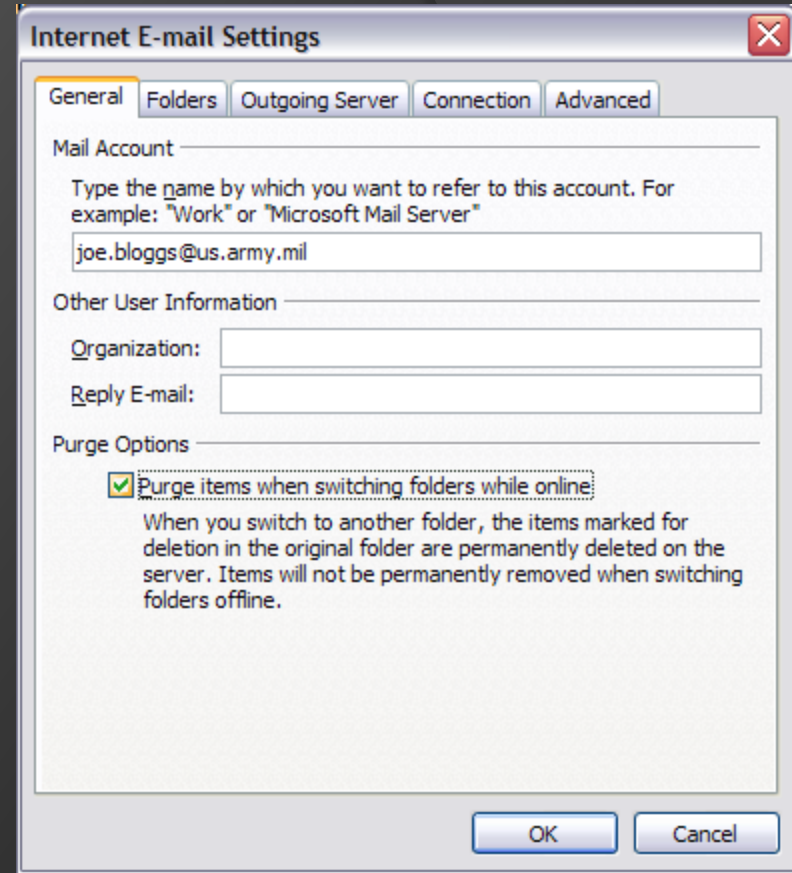 Internet E-mail Settings
General Folders Outgoing Server Connection Advanced
Mail Account
Type the name by which you want to refer to this account. For
example: "Work" or "Microsoft Mail Server"
joe.bloggs@us.army.mil
Other User Information
Organization:
Reply E-mail:
Purge Options
Purge items when switching folders while online
When you switch to another folder, the items marked for
deletion in the original folder are permanently deleted on the
server. Items will not be permanently removed when switching
folders offline.
OK Cancel